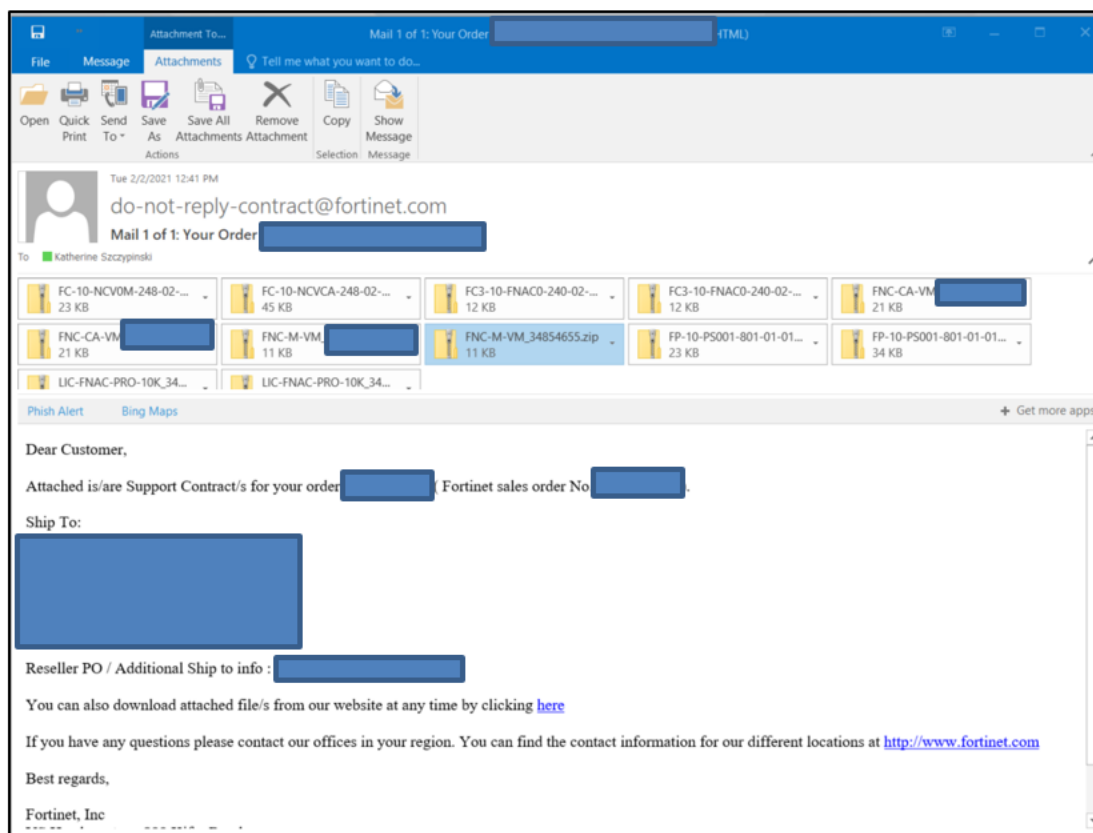 Attachment To...
Mail 1 of 1: Your Order HTML)
File Message Attachments Tell me what you want to do...
Open Quick Print Send To Save As Save All Attachments Remove Attachment Copy Show Message
Actions Selection Message
Tue 2/2/2021 12:41 PM
do-not-reply-contract@fortinet.com
Mail 1 of 1: Your Order
To Katherine Szczypinski
FC-10-NCV0M-248-02-... 23 KB
FC-10-NCVCA-248-02-... 45 KB
FC3-10-FNAC0-240-02-... 12 KB
FC3-10-FNAC0-240-02-... 12 KB
FNC-CA-VM 21 KB
FNC-CA-VM 21 KB
FNC-M-VM_ 11 KB
FNC-M-VM_34854655.zip 11 KB
FP-10-PS001-801-01-01... 23 KB
FP-10-PS001-801-01-01... 34 KB
LIC-FNAC-PRO-10K_34...
LIC-FNAC-PRO-10K_34...
Phish Alert Bing Maps + Get more apps
Dear Customer,
Attached is/are Support Contract/s for your order ( Fortinet sales order No ).
Ship To:
Reseller PO / Additional Ship to info :
You can also download attached file/s from our website at any time by clicking here
If you have any questions please contact our offices in your region. You can find the contact information for our different locations at http://www.fortinet.com
Best regards,
Fortinet, Inc